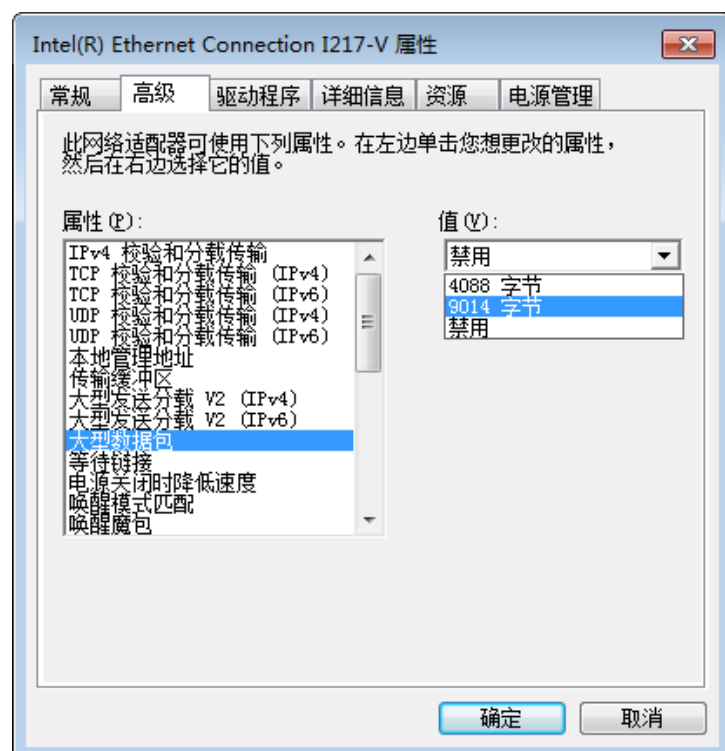 Intel(R) Ethernet Connection I217-V 属性
常规 高级 驱动程序 详细信息 资源 电源管理
此网络适配器可使用下列属性。在左边单击您想更改的属性，
然后在右边选择它的值。
属性(P):
IPv4 校验和分载传输
TCP 校验和分载传输 (IPv4)
TCP 校验和分载传输 (IPv6)
UDP 校验和分载传输 (IPv4)
UDP 校验和分载传输 (IPv6)
本地管理地址
传输缓冲区
大型发送分载 V2 (IPv4)
大型发送分载 V2 (IPv6)
大型数据包
等待链接
电源关闭时降低速度
唤醒模式匹配
唤醒魔包
值(V):
禁用
4088 字节
9014 字节
禁用
确定 取消